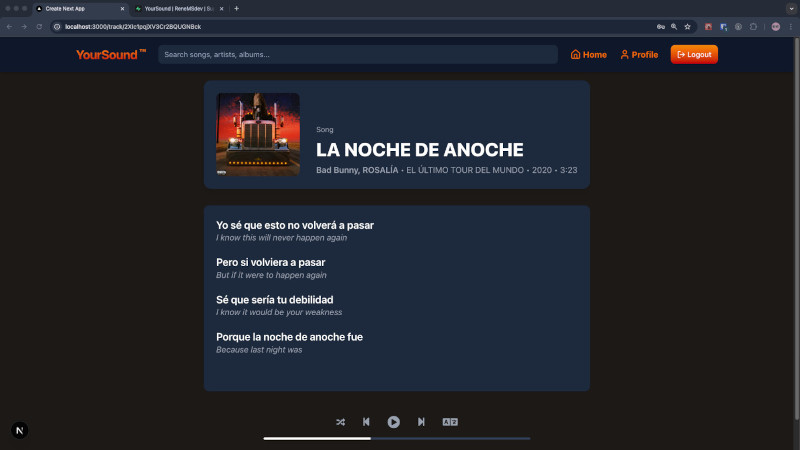 Create Next App
YourSound | ReneMSdev | Su
localhost:3000/track/2XIc1pqjXV3Cr2BQUGNBck
YourSound ™
Search songs, artists, albums...
Home
Profile
Logout
Song
LA NOCHE DE ANOCHE
Bad Bunny, ROSALÍA • EL ÚLTIMO TOUR DEL MUNDO • 2020 • 3:23
Yo sé que esto no volverá a pasar
I know this will never happen again
Pero si volviera a pasar
But if it were to happen again
Sé que sería tu debilidad
I know it would be your weakness
Porque la noche de anoche fue
Because last night was
N
A